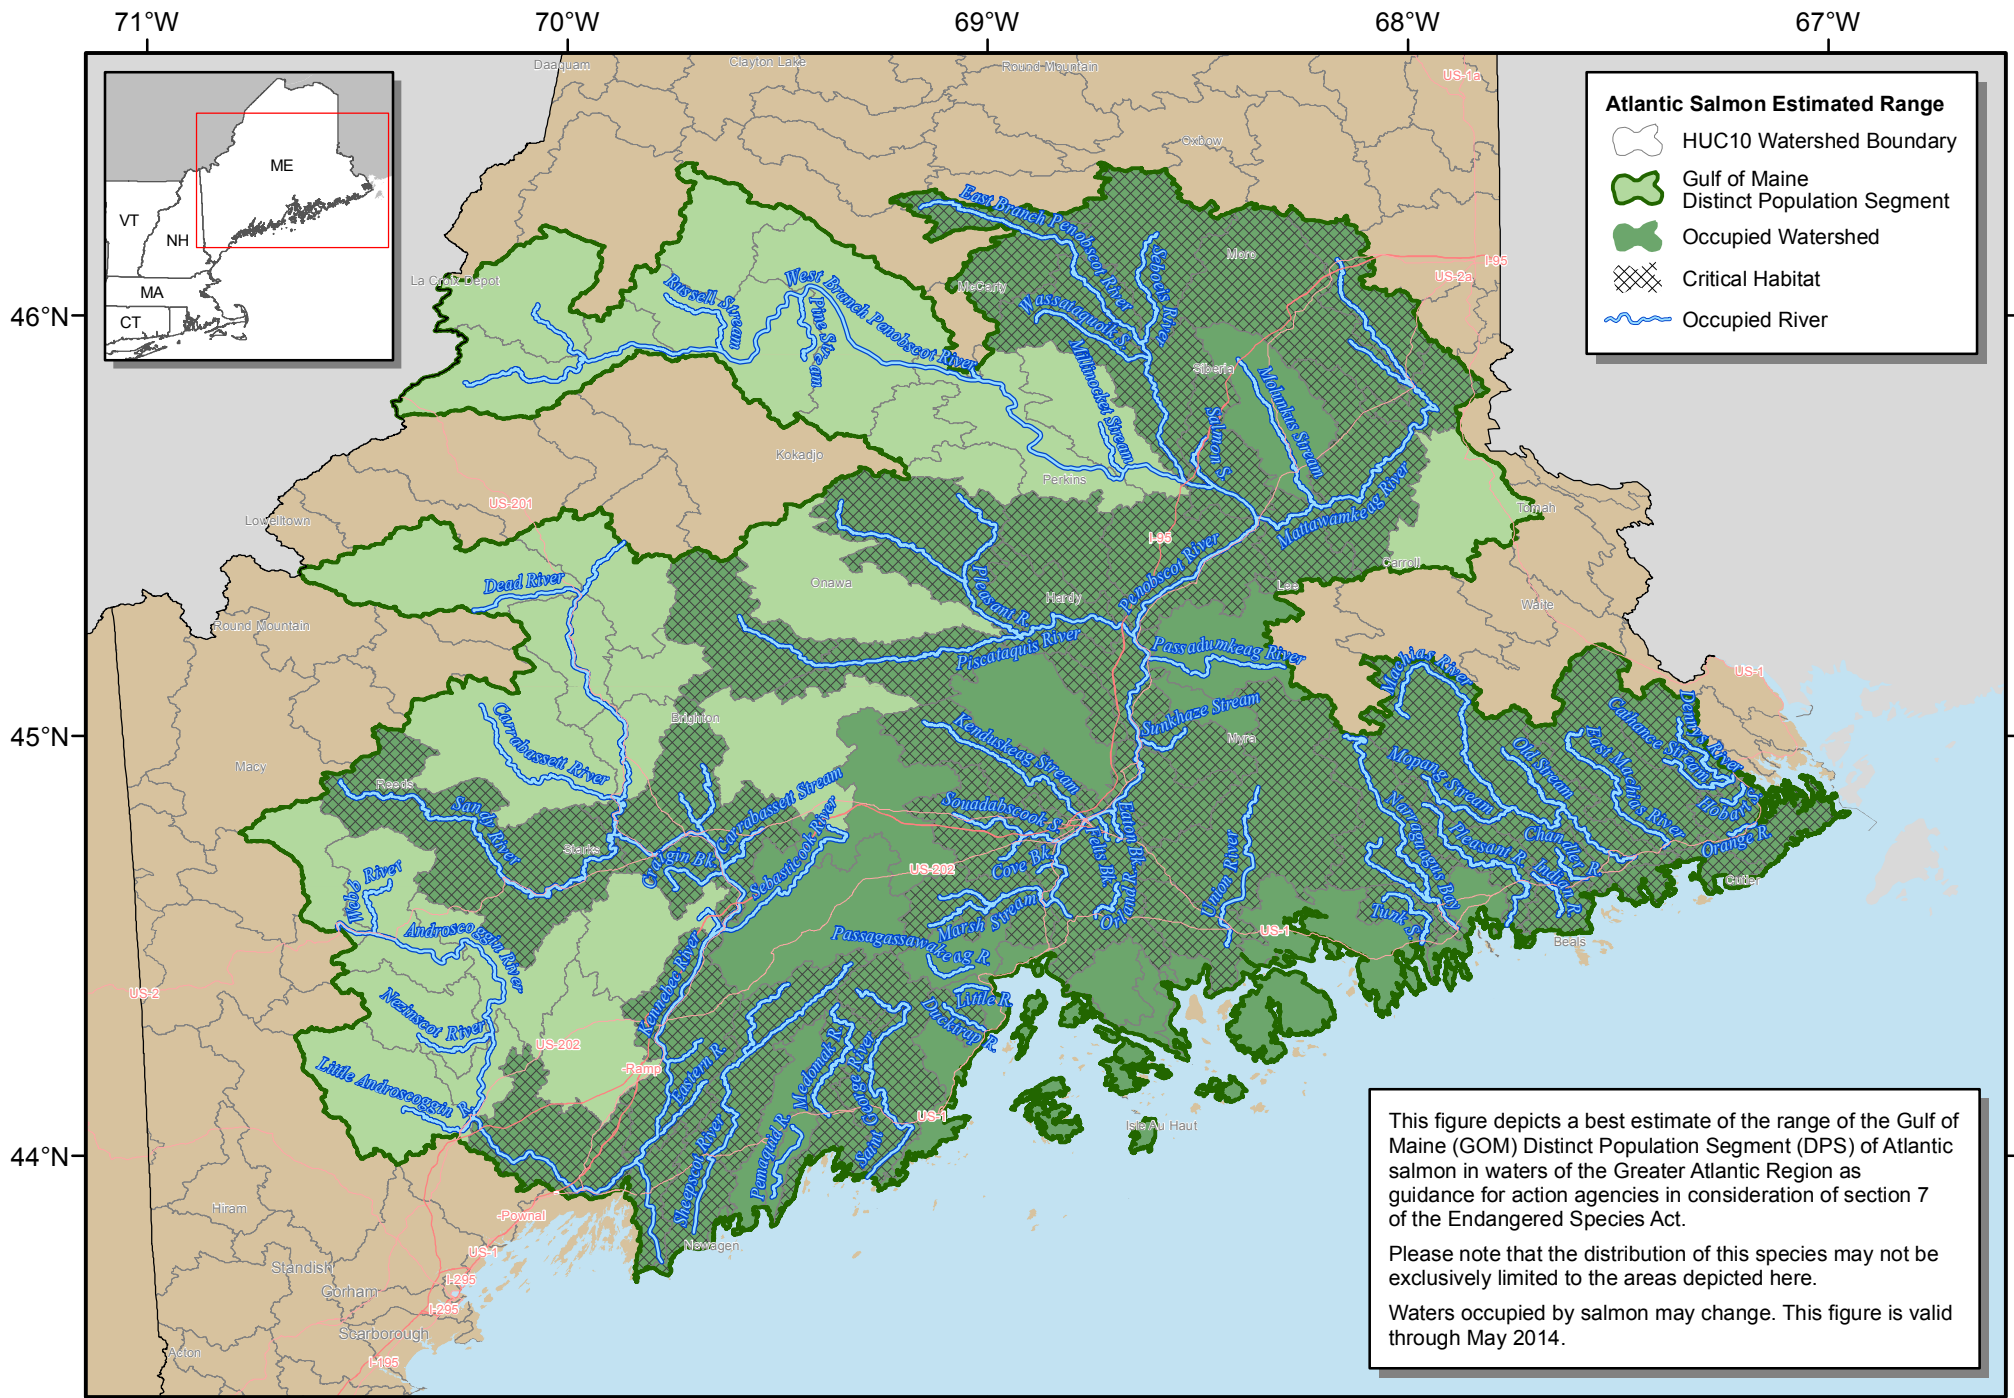 71°W
70°W
69°W
68°W
67°W
46°N
45°N
44°N
ME
VT
NH
MA
CT
Atlantic Salmon Estimated Range
HUC10 Watershed Boundary
Gulf of Maine
Distinct Population Segment
Occupied Watershed
Critical Habitat
Occupied River
Daaquam
Clayton Lake
Round Mountain
US-1a
Oxbow
East Branch Penobscot River
Seboeis River
Moro
I-95
US-2a
La Croix Depot
Russell Stream
West Branch Penobscot River
Pine Stream
McCarty
Wassataquoik S.
Millinocket Stream
Siberia
Molunkus Stream
Salmon S.
Kokadjo
Perkins
Mattawamkeag River
US-201
Lowelltown
Tomah
I-95
Carroll
Dead River
Onawa
Pleasant R.
Hardy
Penobscot River
Lee
Waite
Round Mountain
Piscataquis River
Passadumkeag River
Machias River
US-1
Carrabassett River
Brighton
Kenduskeag Stream
Sunkhaze Stream
Myra
Cathance Stream
Dennys River
Old Stream
East Machias River
Mopang Stream
Macy
Reeds
Sandy River
Carrabassett Stream
Souadabscook S.
Eaton Bk.
Felts Bk.
Narraguagus Bay
Hobart S.
Starks
Craigin Bk.
Sebasticook River
US-202
Cove Bk.
Union River
Pleasant R.
Chandler R.
Indian R.
Orange R.
Cutler
Webb River
Androscoggin River
Marsh Stream
Orland R.
Tunk S.
US-1
Beals
Passagassawakeag R.
US-2
Nezinscot River
Kennebec River
Little R.
Ducktrap R.
US-202
Little Androscoggin R.
-Ramp
Eastern R.
Medomak R.
Saint George River
US-1
Isle Au Haut
Pemaquid R.
Sheepscot River
Hiram
-Pownal
Newagen
US-1
Standish
I-295
Gorham
I-295
Scarborough
Acton
I-195
This figure depicts a best estimate of the range of the Gulf of
Maine (GOM) Distinct Population Segment (DPS) of Atlantic
salmon in waters of the Greater Atlantic Region as
guidance for action agencies in consideration of section 7
of the Endangered Species Act.
Please note that the distribution of this species may not be
exclusively limited to the areas depicted here.
Waters occupied by salmon may change. This figure is valid
through May 2014.